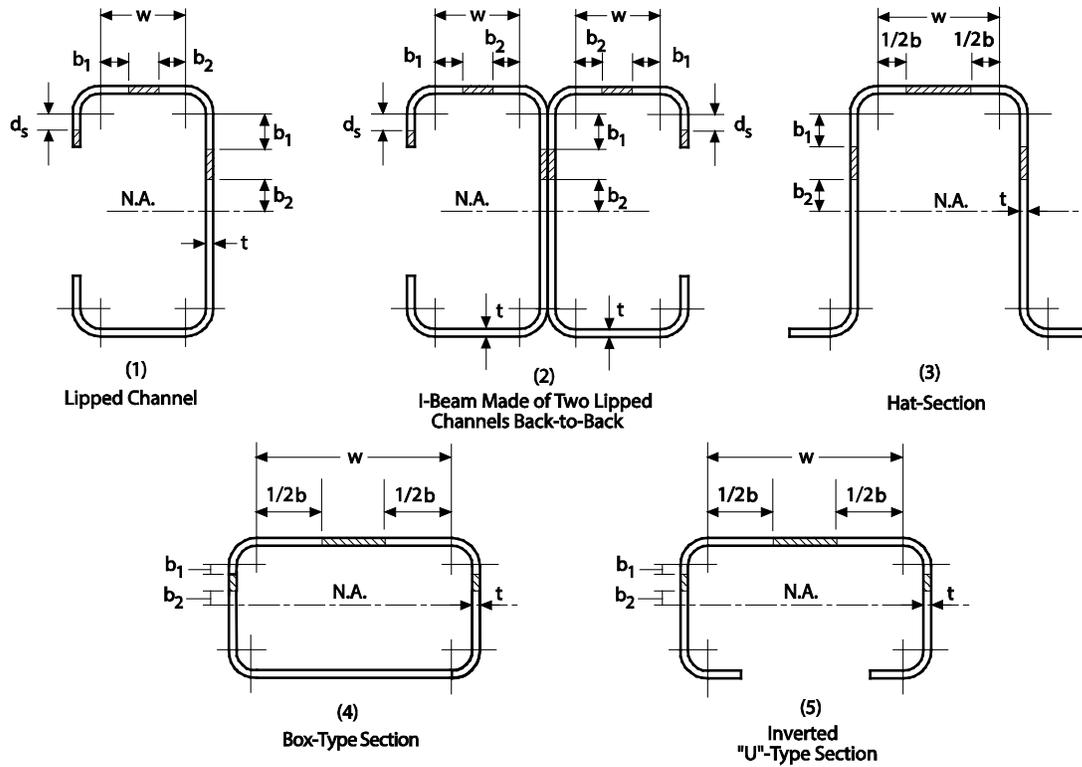 w
b1
b2
ds
b1
b2
N.A.
t
(1)
Lipped Channel
w
w
b1
b2
b2
b1
ds
ds
b1
b2
N.A.
t
t
(2)
I-Beam Made of Two Lipped
Channels Back-to-Back
w
1/2b
1/2b
b1
b2
N.A.
t
(3)
Hat-Section
w
1/2b
1/2b
b1
b2
N.A.
t
(4)
Box-Type Section
w
1/2b
1/2b
b1
b2
N.A.
t
(5)
Inverted
"U"-Type Section